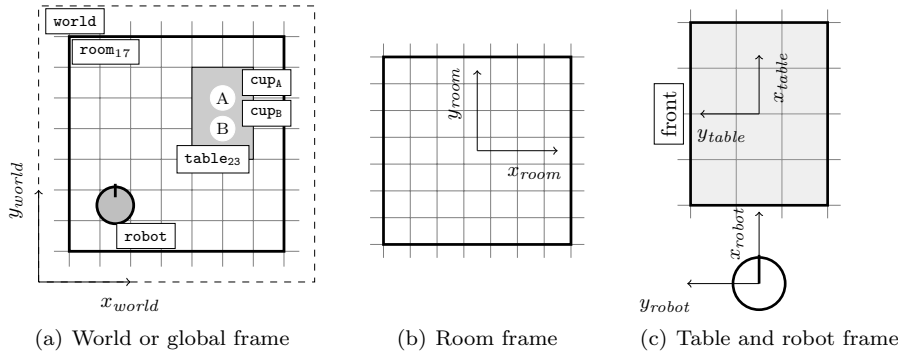 world
room17
cupA
A
cupB
B
table23
robot
yworld
xworld
(a) World or global frame
yroom
xroom
(b) Room frame
xtable
front
ytable
xrobot
yrobot
(c) Table and robot frame